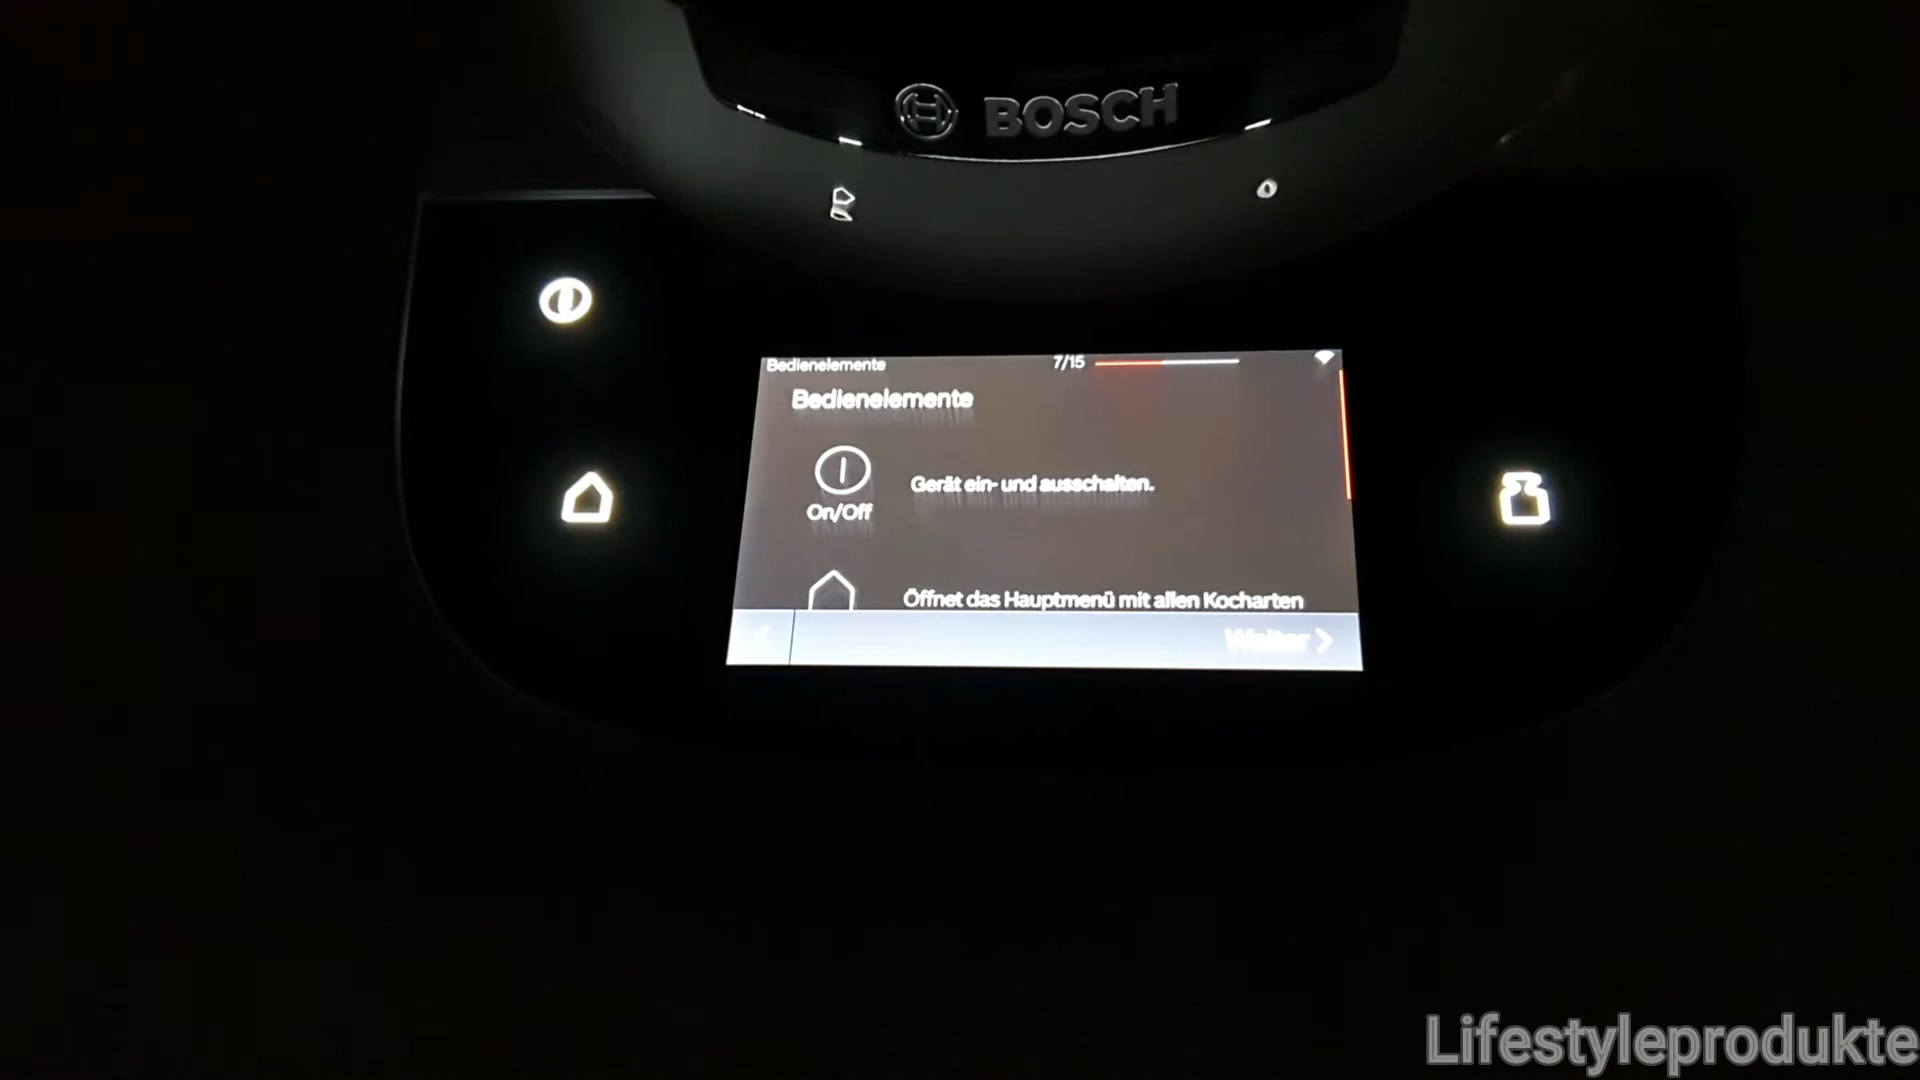 BOSCH
Bedienelemente 7/15
Bedienelemente
Gerät ein- und ausschalten.
On/Off
Öffnet das Hauptmenü mit allen Kocharten
Weiter
Lifestyleprodukte